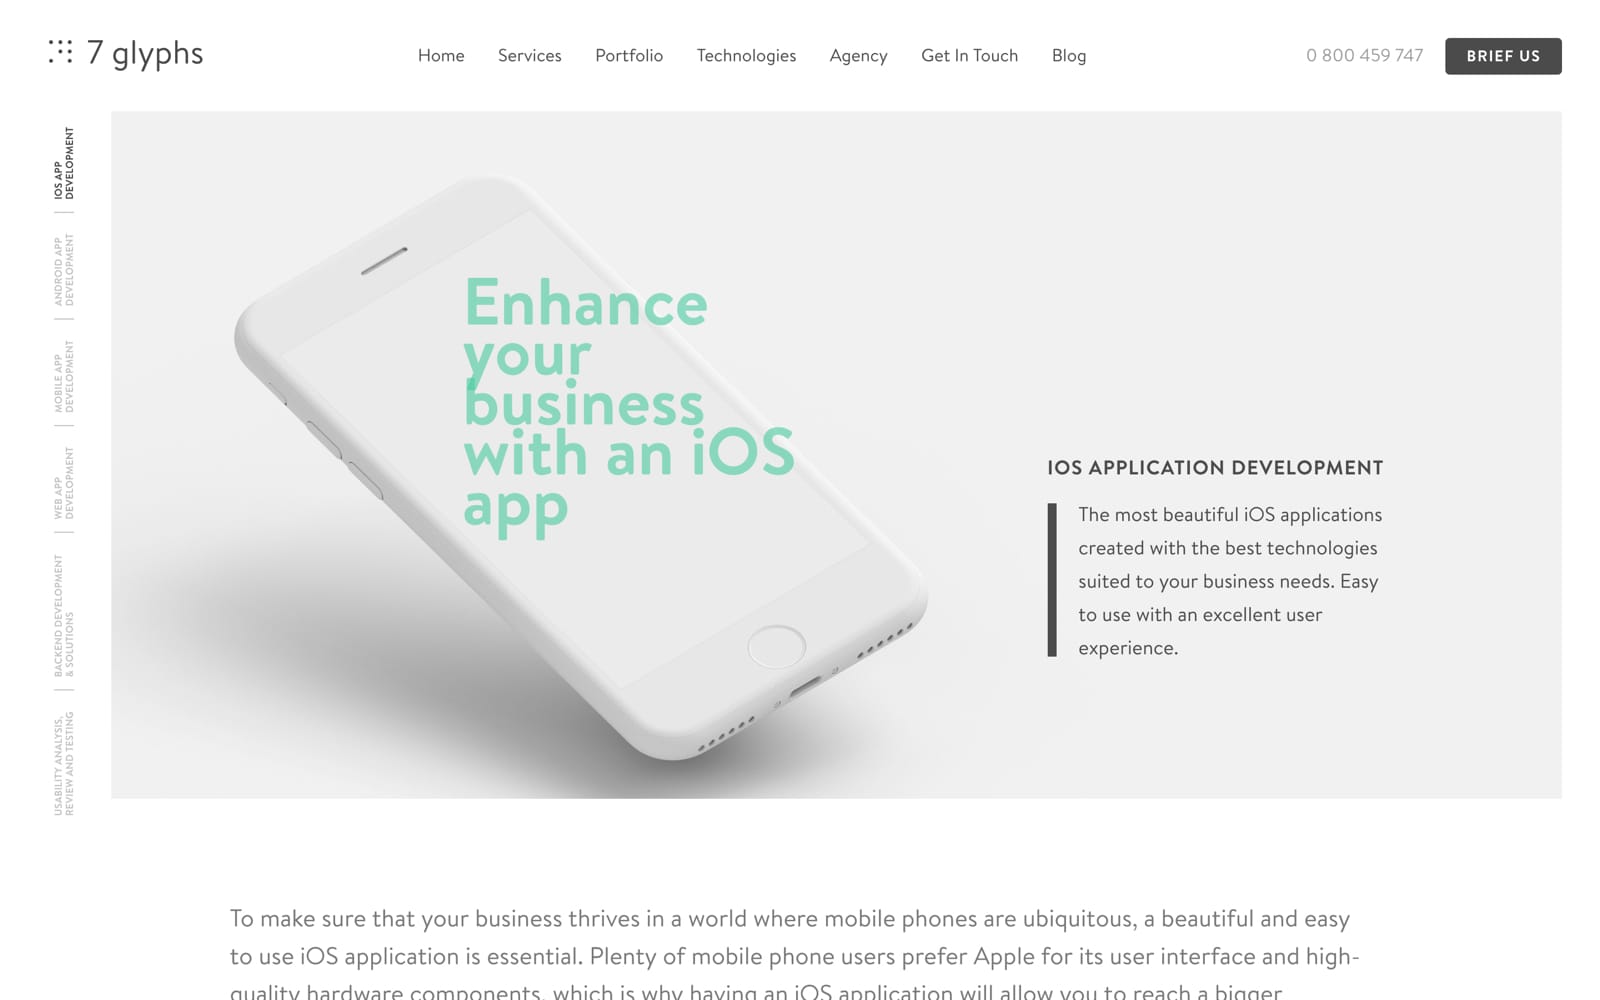 7 glyphs
Home Services Portfolio Technologies Agency Get In Touch Blog
0 800 459 747
BRIEF US
IOS APP
DEVELOPMENT
ANDROID APP
DEVELOPMENT
MOBILE APP
DEVELOPMENT
WEB APP
DEVELOPMENT
BACKEND DEVELOPMENT
& SOLUTIONS
USABILITY ANALYSIS,
REVIEW AND TESTING
Enhance
your
business
with an iOS
app
IOS APPLICATION DEVELOPMENT
The most beautiful iOS applications
created with the best technologies
suited to your business needs. Easy
to use with an excellent user
experience.
To make sure that your business thrives in a world where mobile phones are ubiquitous, a beautiful and easy
to use iOS application is essential. Plenty of mobile phone users prefer Apple for its user interface and high-
quality hardware components, which is why having an iOS application will allow you to reach a bigger